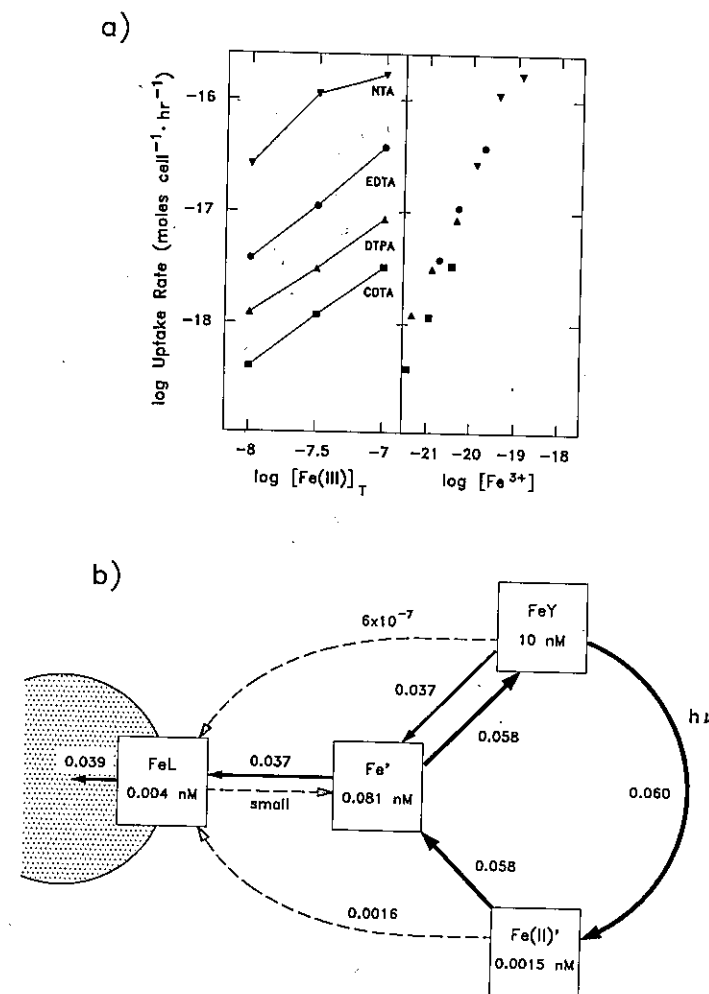 a)
log Uptake Rate (moles cell⁻¹·hr⁻¹)
-16
-17
-18
NTA
EDTA
DTPA
CDTA
-8 -7.5 -7 -21 -20 -19 -18
log [Fe(III)]T log [Fe³⁺]
b)
FeY
10 nM
6x10⁻⁷
0.037
0.058
hν
0.060
0.039
FeL
0.004 nM
0.037
small
Fe'
0.081 nM
0.058
0.0016
Fe(II)'
0.0015 nM